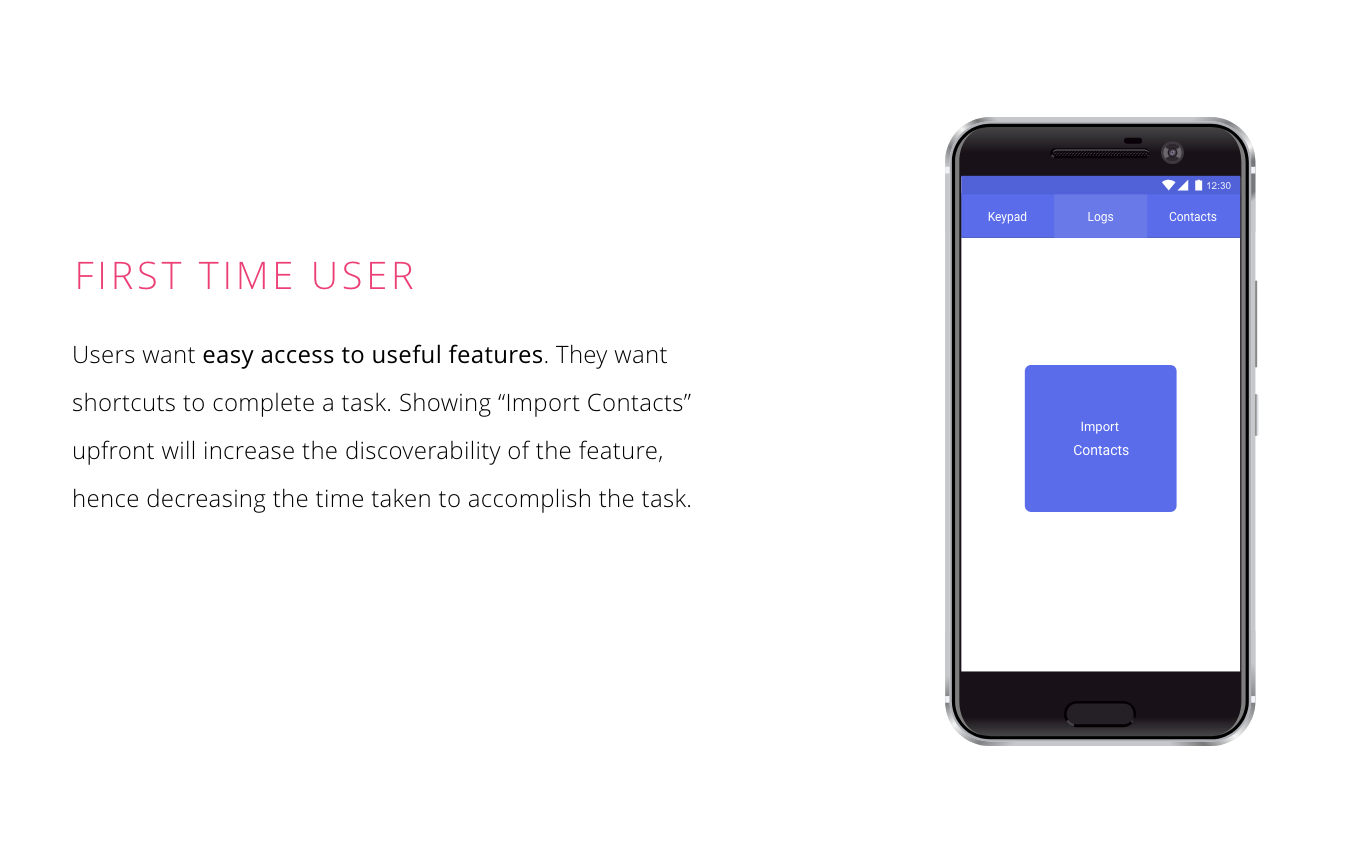 FIRST TIME USER
Users want easy access to useful features. They want
shortcuts to complete a task. Showing “Import Contacts”
upfront will increase the discoverability of the feature,
hence decreasing the time taken to accomplish the task.
12:30
Keypad Logs Contacts
Import
Contacts